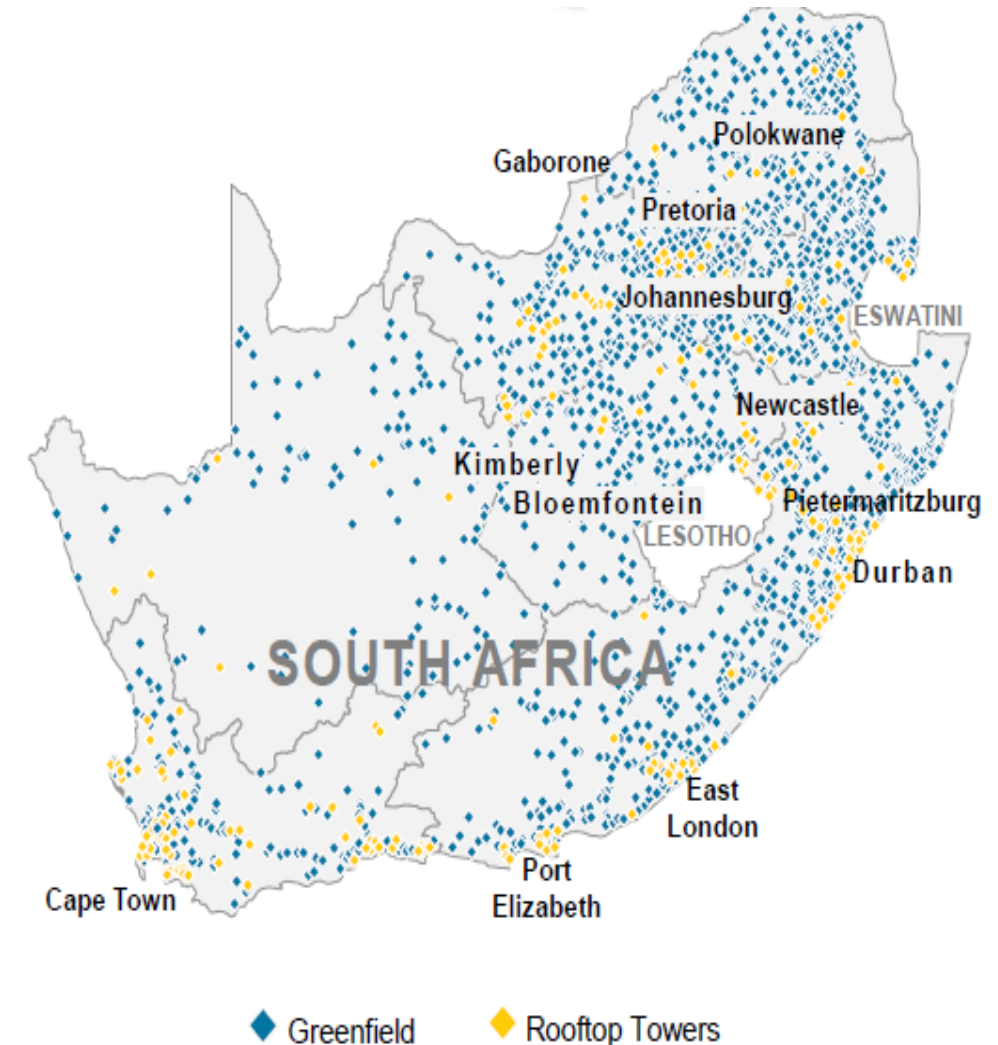 Polokwane
Gaborone
Pretoria
Johannesburg
ESWATINI
Newcastle
Kimberly
Bloemfontein
Pietermaritzburg
LESOTHO
Durban
SOUTH AFRICA
East
London
Port
Elizabeth
Cape Town
Greenfield
Rooftop Towers